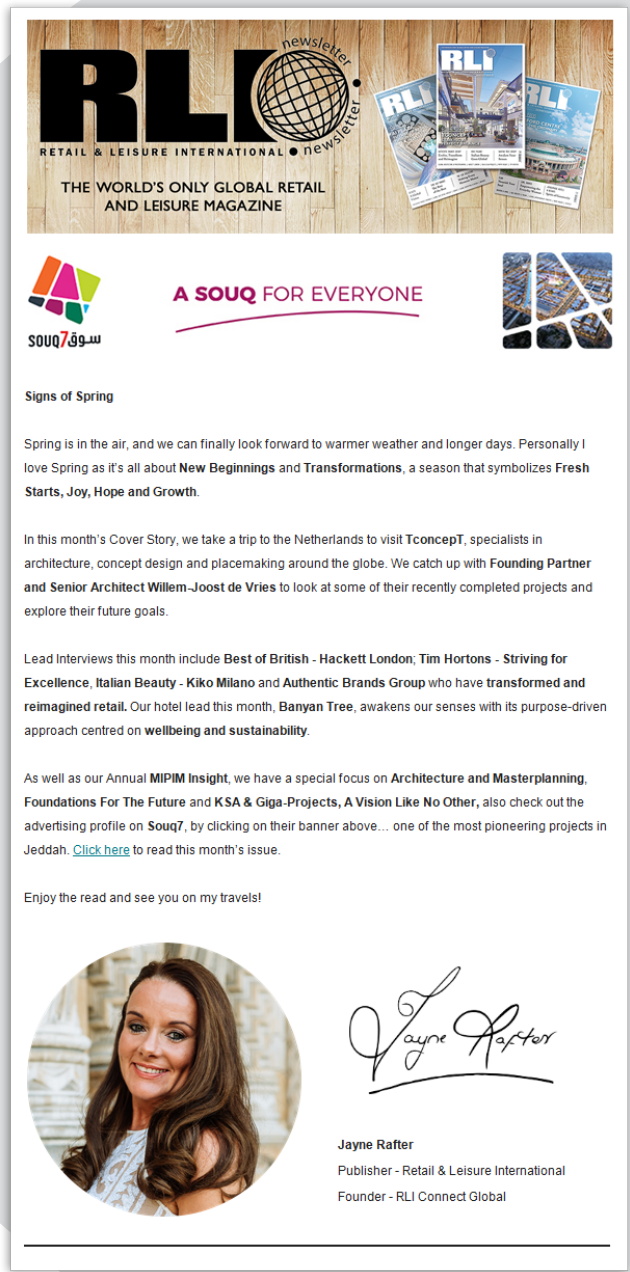 RLI
newsletter
newsletter
RETAIL & LEISURE INTERNATIONAL
THE WORLD'S ONLY GLOBAL RETAIL
AND LEISURE MAGAZINE
RLI
RLI
RLI
SOUQ7سوق
A SOUQ FOR EVERYONE
Signs of Spring
Spring is in the air, and we can finally look forward to warmer weather and longer days. Personally I
love Spring as it's all about New Beginnings and Transformations, a season that symbolizes Fresh
Starts, Joy, Hope and Growth.
In this month's Cover Story, we take a trip to the Netherlands to visit TconcepT, specialists in
architecture, concept design and placemaking around the globe. We catch up with Founding Partner
and Senior Architect Willem-Joost de Vries to look at some of their recently completed projects and
explore their future goals.
Lead Interviews this month include Best of British - Hackett London; Tim Hortons - Striving for
Excellence, Italian Beauty - Kiko Milano and Authentic Brands Group who have transformed and
reimagined retail. Our hotel lead this month, Banyan Tree, awakens our senses with its purpose-driven
approach centred on wellbeing and sustainability.
As well as our Annual MIPIM Insight, we have a special focus on Architecture and Masterplanning,
Foundations For The Future and KSA & Giga-Projects, A Vision Like No Other, also check out the
advertising profile on Souq7, by clicking on their banner above… one of the most pioneering projects in
Jeddah. Click here to read this month's issue.
Enjoy the read and see you on my travels!
Jayne Rafter
Jayne Rafter
Publisher - Retail & Leisure International
Founder - RLI Connect Global